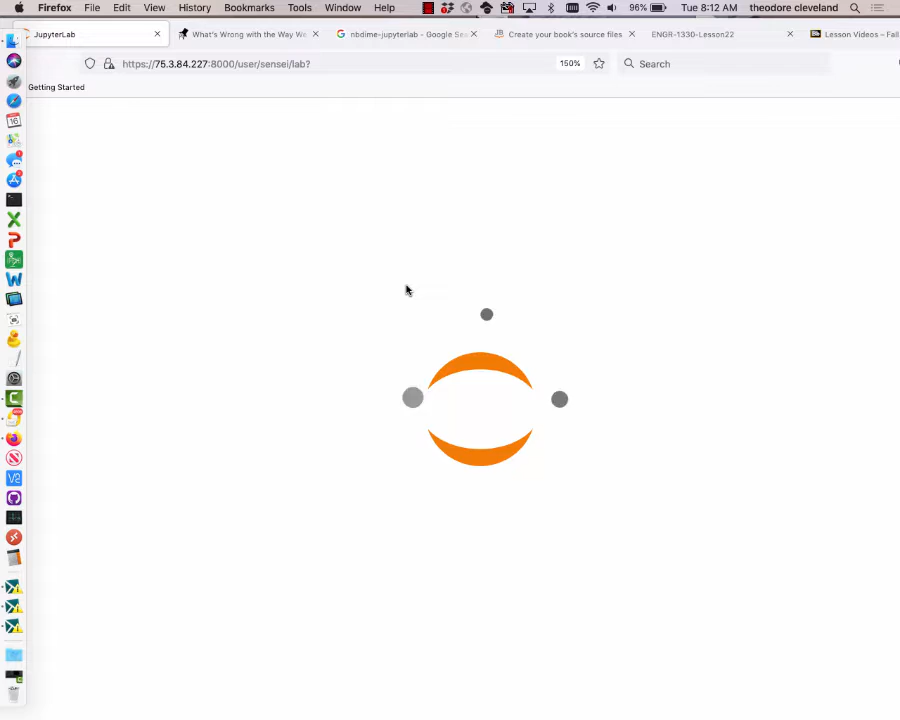 Firefox File Edit View History Bookmarks Tools Window Help 96% Tue 8:12 AM theodore cleveland
JupyterLab What's Wrong with the Way We nbdime-jupyterlab - Google Sea Create your book's source files ENGR-1330-Lesson22 Lesson Videos – Fall
https://75.3.84.227:8000/user/sensei/lab? 150% Search
Getting Started
16